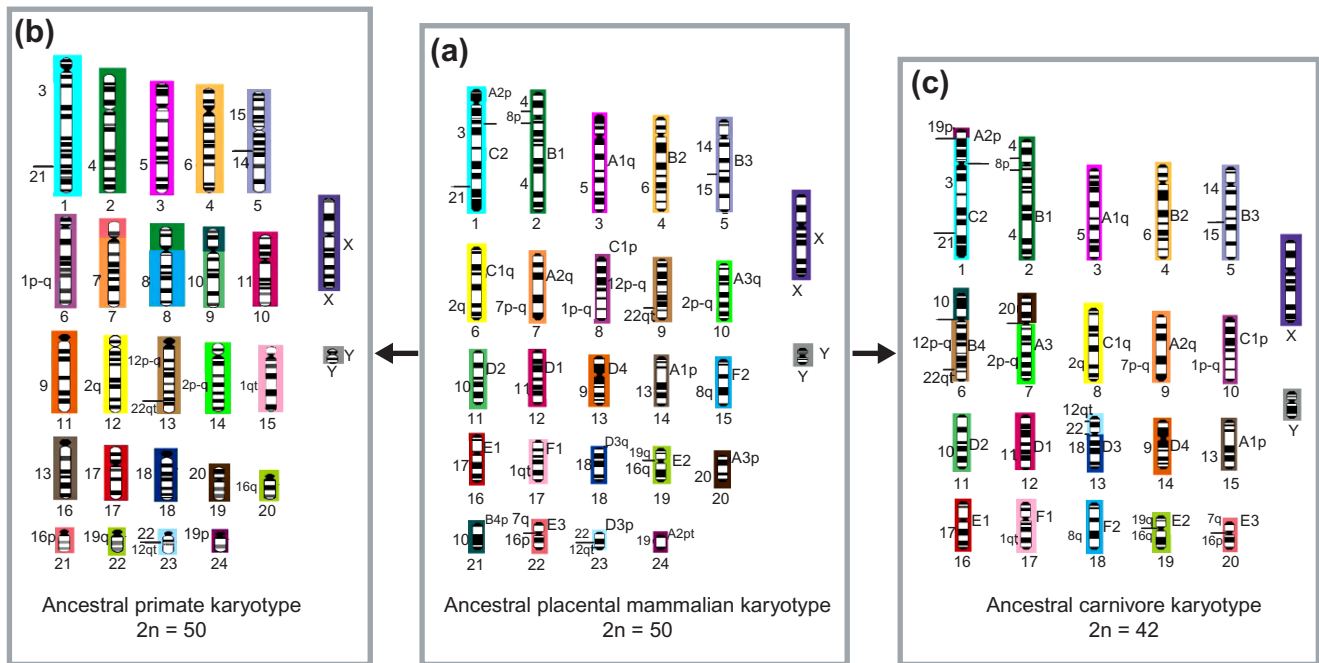 (b)
3
21
1
4
2
5
3
6
4
15
14
5
1p-q
6
7
7
8
8
10
9
11
10
X
X
9
11
2q
12
12p-q
22qt
13
2p-q
14
1qt
15
Y
Y
13
16
17
17
18
18
20
19
16q
20
16p
21
19q
22
22
12qt
23
19p
24
Ancestral primate karyotype
2n = 50
(a)
A2p
3
C2
21
1
4
8p
B1
4
2
A1q
5
3
B2
6
4
14
B3
15
5
X
X
C1q
2q
6
A2q
7p-q
7
C1p
1p-q
8
12p-q
22qt
9
A3q
2p-q
10
D2
10
11
D1
11
12
D4
9
13
A1p
13
14
F2
8q
15
Y
Y
E1
17
16
F1
1qt
17
D3q
18
18
19q
E2
16q
19
A3p
20
20
B4p
10
21
7q
E3
16p
22
D3p
22
12qt
23
A2pt
19
24
Ancestral placental mammalian karyotype
2n = 50
(c)
19p
A2p
3
C2
21
1
4
8p
B1
4
2
A1q
5
3
B2
6
4
14
B3
15
5
X
X
10
12p-q
B4
22qt
6
20
A3
2p-q
7
C1q
2q
8
A2q
7p-q
9
C1p
1p-q
10
Y
D2
10
11
D1
11
12
12qt
22
D3
18
13
D4
9
14
A1p
13
15
E1
17
16
F1
1qt
17
F2
8q
18
19q
E2
16q
19
7q
E3
16p
20
Ancestral carnivore karyotype
2n = 42